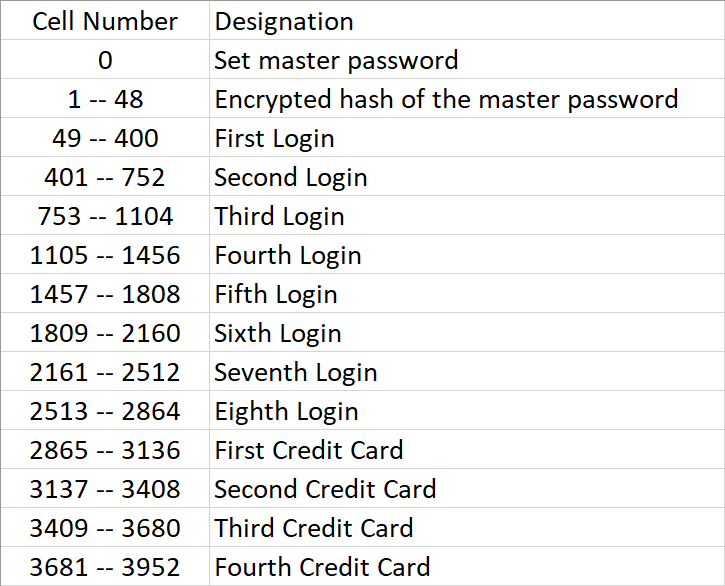 Cell Number Designation
0 Set master password
1 -- 48 Encrypted hash of the master password
49 -- 400 First Login
401 -- 752 Second Login
753 -- 1104 Third Login
1105 -- 1456 Fourth Login
1457 -- 1808 Fifth Login
1809 -- 2160 Sixth Login
2161 -- 2512 Seventh Login
2513 -- 2864 Eighth Login
2865 -- 3136 First Credit Card
3137 -- 3408 Second Credit Card
3409 -- 3680 Third Credit Card
3681 -- 3952 Fourth Credit Card